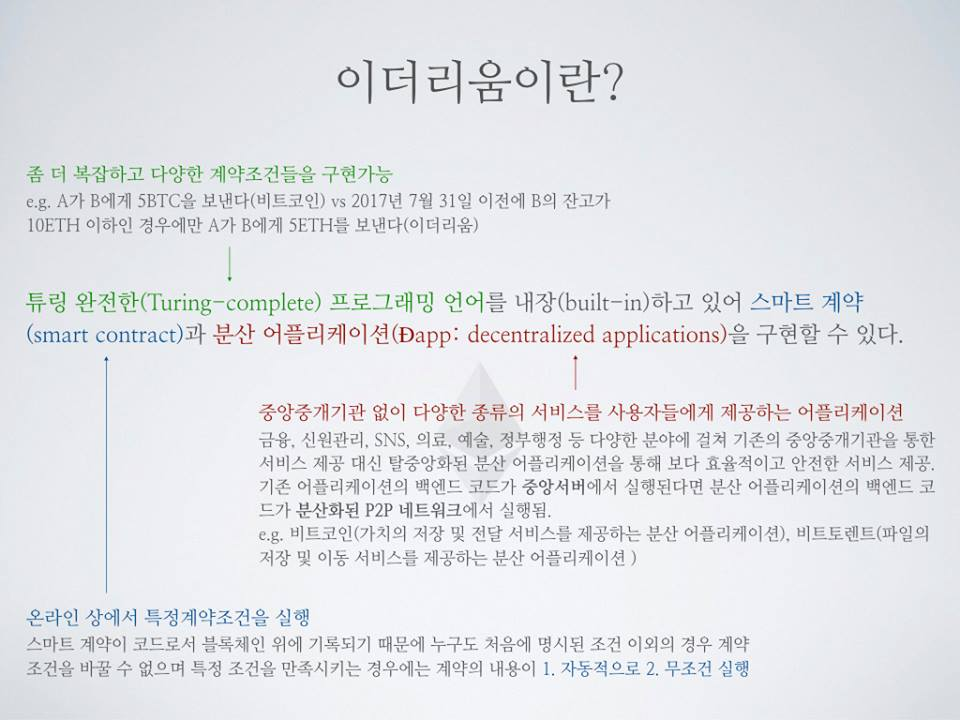 이더리움이란?
좀 더 복잡하고 다양한 계약조건들을 구현가능
e.g. A가 B에게 5BTC을 보낸다(비트코인) vs 2017년 7월 31일 이전에 B의 잔고가
10ETH 이하인 경우에만 A가 B에게 5ETH를 보낸다(이더리움)
튜링 완전한(Turing-complete) 프로그래밍 언어를 내장(built-in)하고 있어 스마트 계약
(smart contract)과 분산 어플리케이션(Ðapp: decentralized applications)을 구현할 수 있다.
중앙중개기관 없이 다양한 종류의 서비스를 사용자들에게 제공하는 어플리케이션
금융, 신원관리, SNS, 의료, 예술, 정부행정 등 다양한 분야에 걸쳐 기존의 중앙중개기관을 통한
서비스 제공 대신 탈중앙화된 분산 어플리케이션을 통해 보다 효율적이고 안전한 서비스 제공.
기존 어플리케이션의 백엔드 코드가 중앙서버에서 실행된다면 분산 어플리케이션의 백엔드 코
드가 분산화된 P2P 네트워크에서 실행됨.
e.g. 비트코인(가치의 저장 및 전달 서비스를 제공하는 분산 어플리케이션), 비트토렌트(파일의
저장 및 이동 서비스를 제공하는 분산 어플리케이션 )
온라인 상에서 특정계약조건을 실행
스마트 계약이 코드로서 블록체인 위에 기록되기 때문에 누구도 처음에 명시된 조건 이외의 경우 계약
조건을 바꿀 수 없으며 특정 조건을 만족시키는 경우에는 계약의 내용이 1. 자동적으로 2. 무조건 실행